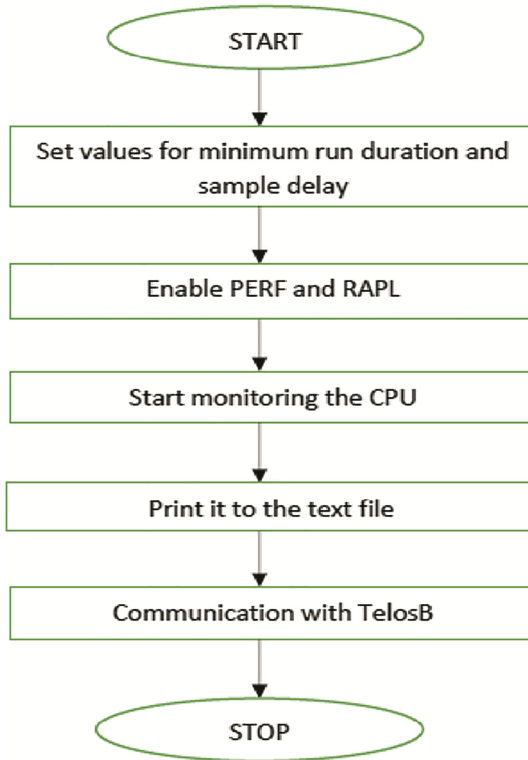 START
Set values for minimum run duration and
sample delay
Enable PERF and RAPL
Start monitoring the CPU
Print it to the text file
Communication with TelosB
STOP